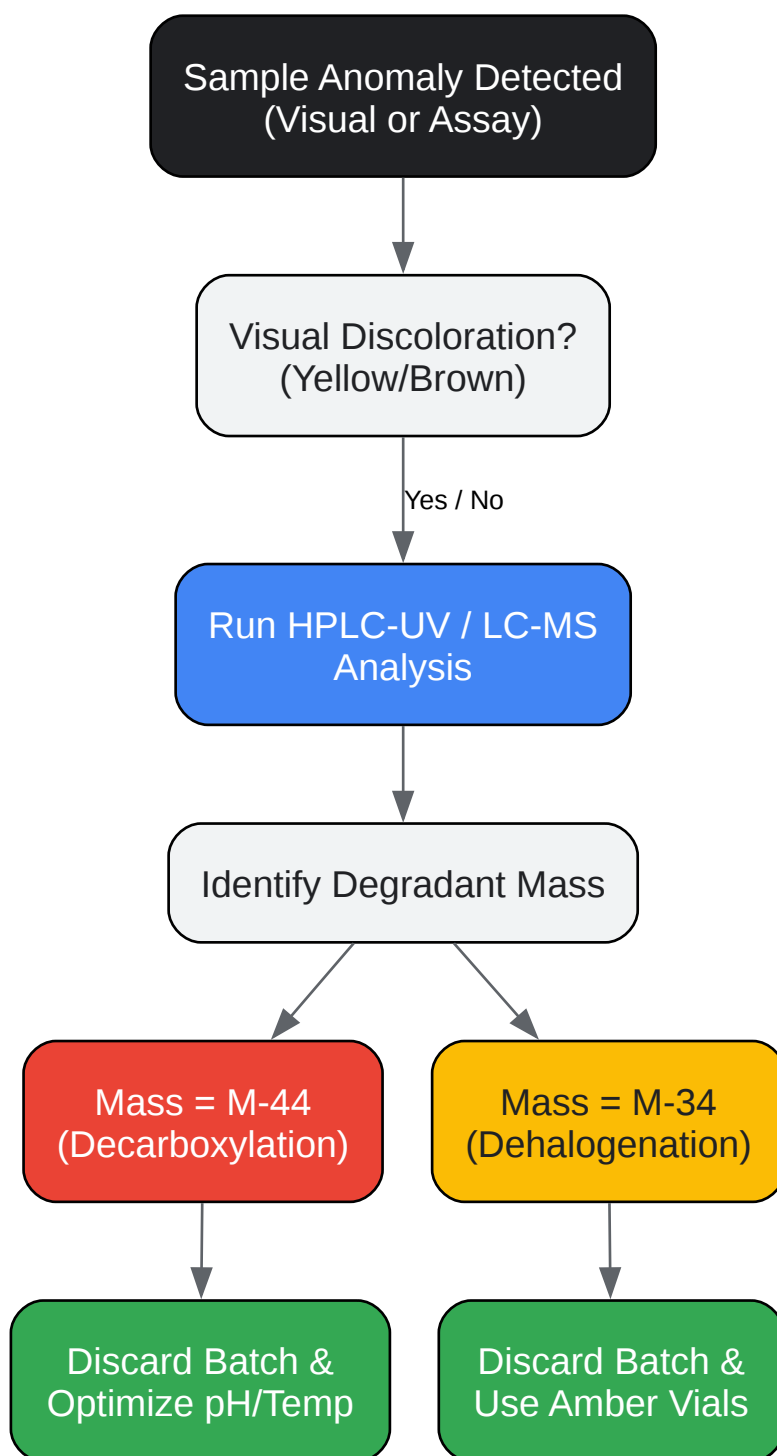 Sample Anomaly Detected
(Visual or Assay)
Visual Discoloration?
(Yellow/Brown)
Yes / No
Run HPLC-UV / LC-MS
Analysis
Identify Degradant Mass
Mass = M-44
(Decarboxylation)
Mass = M-34
(Dehalogenation)
Discard Batch &
Optimize pH/Temp
Discard Batch &
Use Amber Vials